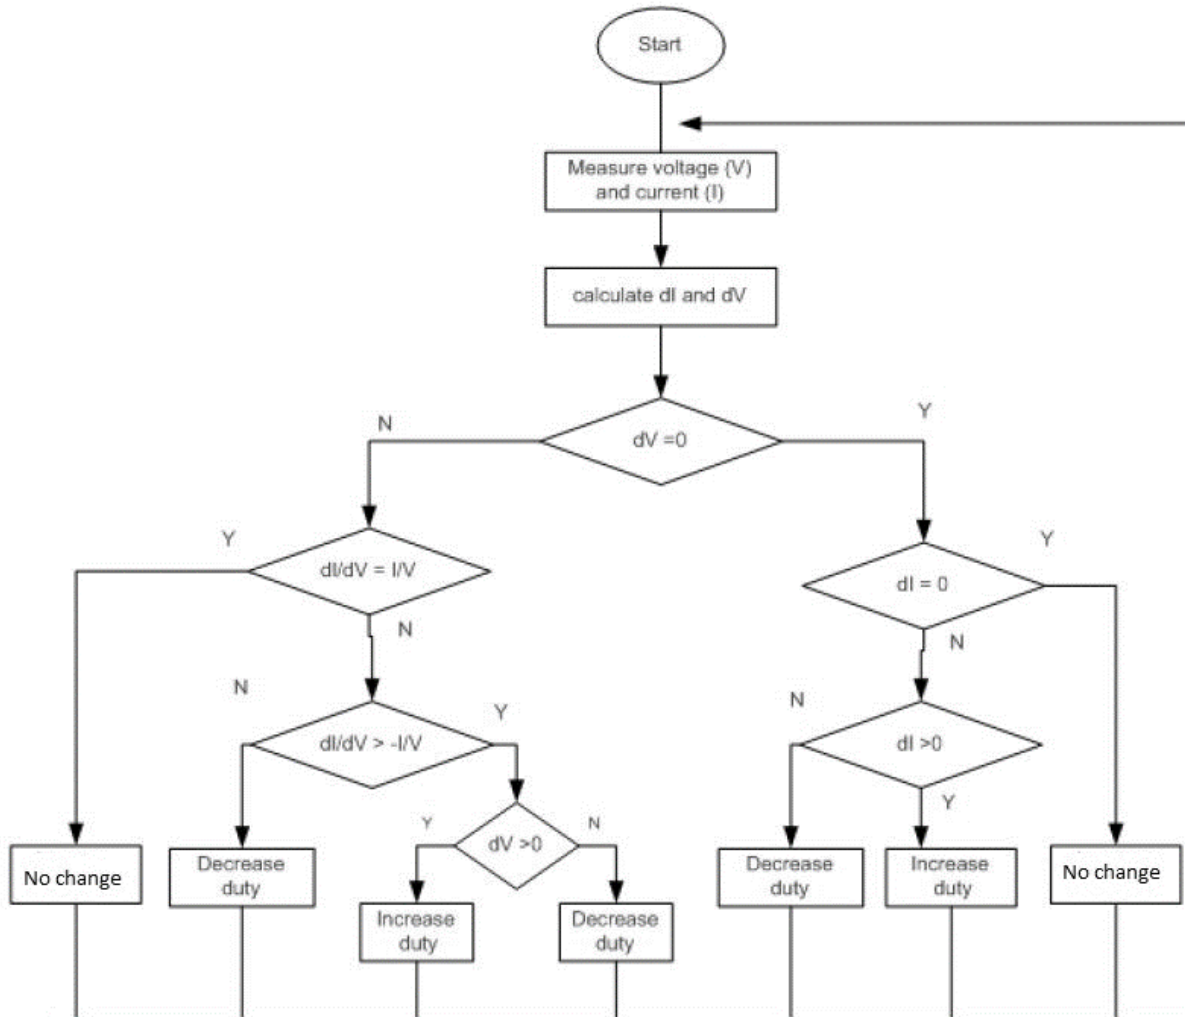 Start
Measure voltage (V)
and current (I)
calculate dI and dV
dV =0
N
Y
dI/dV = I/V
Y
N
dI = 0
Y
N
dI/dV > -I/V
N
Y
dI >0
N
Y
dV >0
Y
N
No change
Decrease
duty
Increase
duty
Decrease
duty
Decrease
duty
Increase
duty
No change